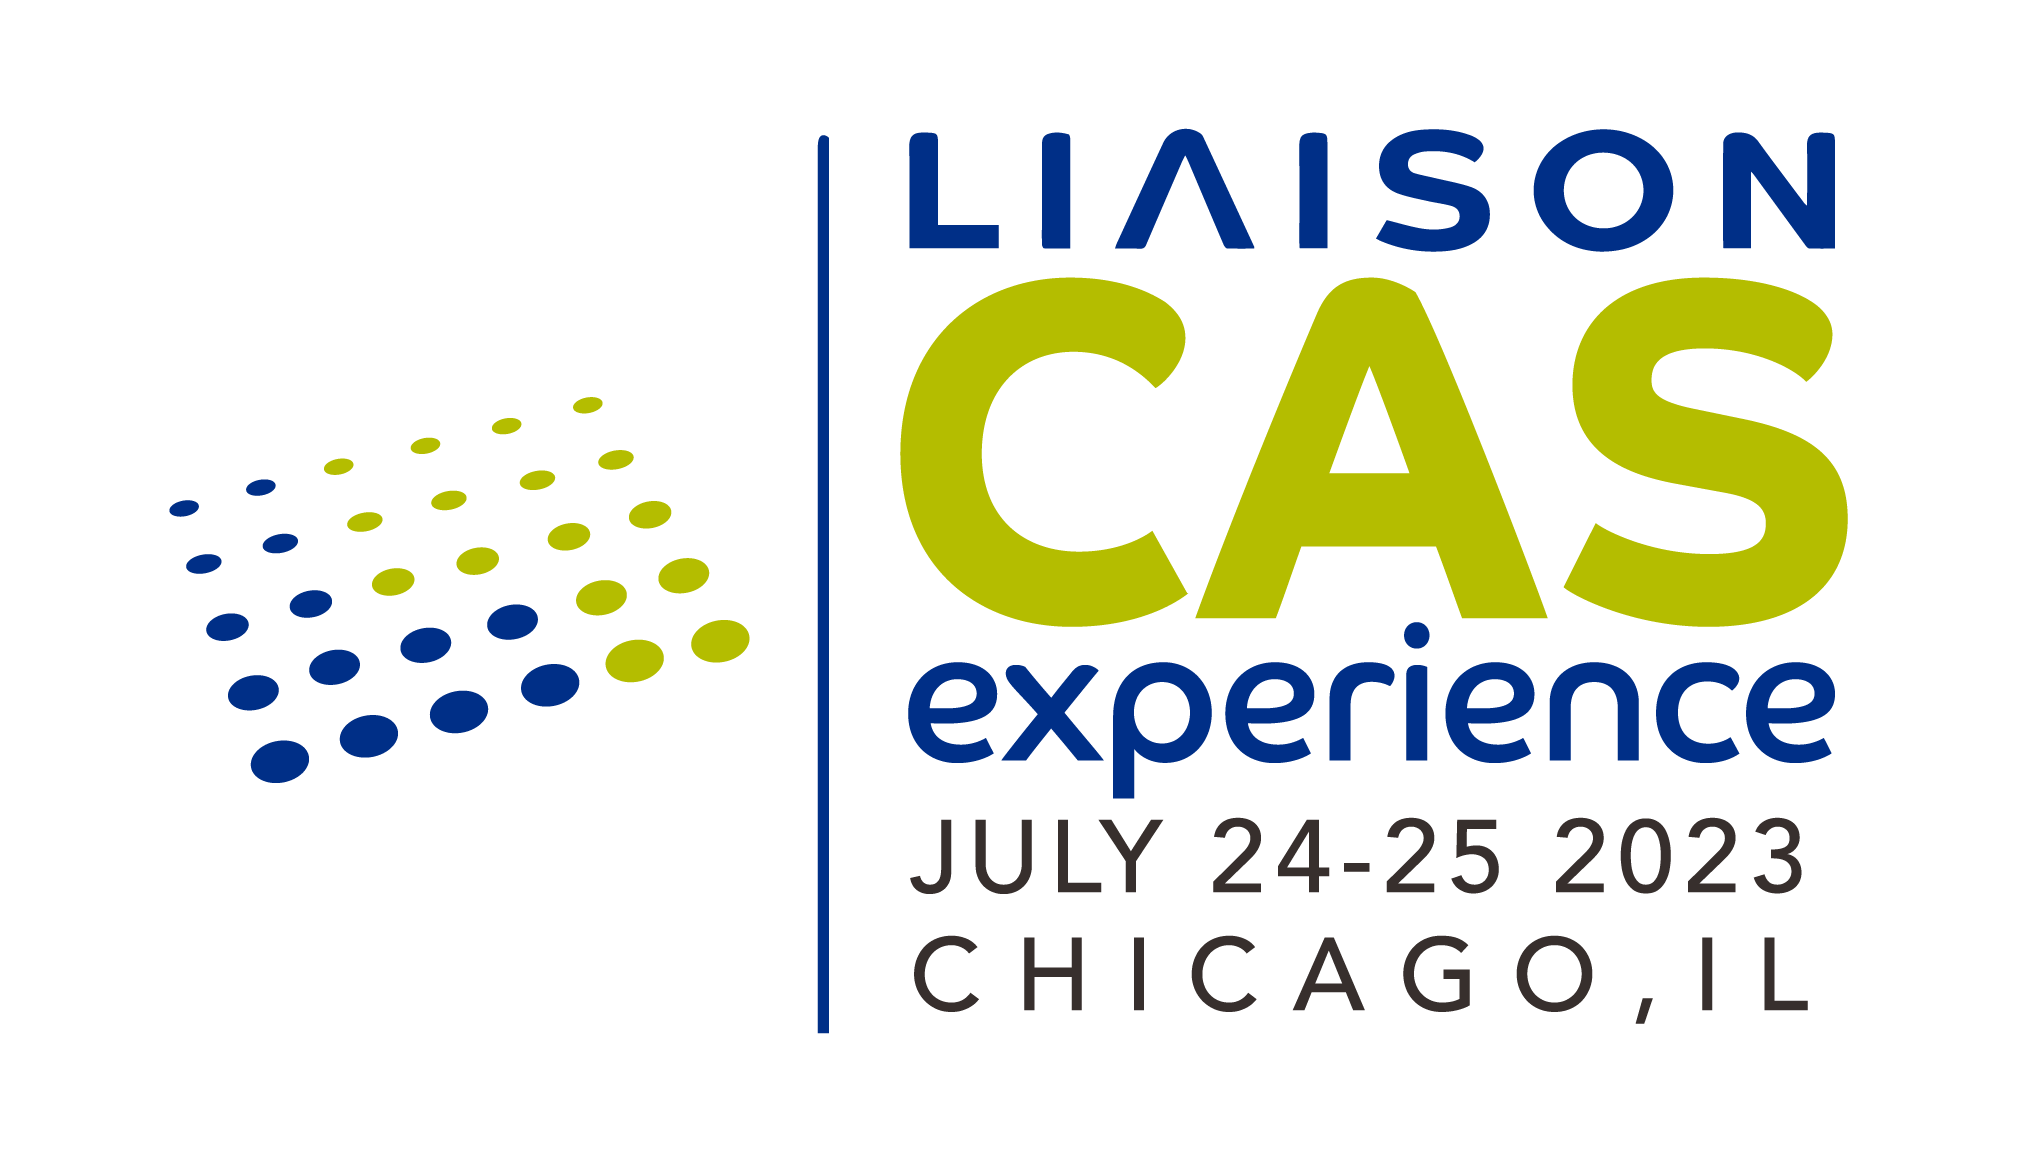 LIAISON
CAS
experience
JULY 24-25 2023
CHICAGO, IL